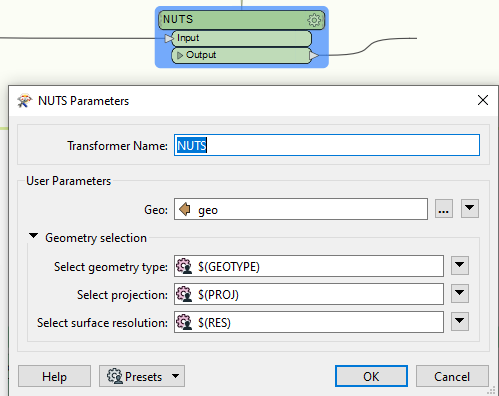 NUTS
Input
Output
NUTS Parameters
Transformer Name: NUTS
User Parameters
Geo: geo ...
Geometry selection
Select geometry type: $(GEOTYPE)
Select projection: $(PROJ)
Select surface resolution: $(RES)
Help Presets OK Cancel